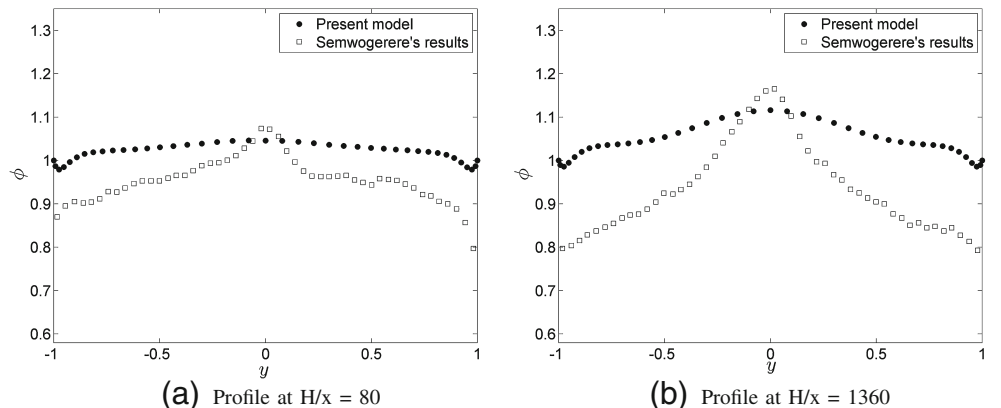 Present model
Semwogerere's results
1.3
1.2
1.1
1
0.9
0.8
0.7
0.6
ϕ
-1
-0.5
0
0.5
1
y
(a) Profile at H/x = 80
Present model
Semwogerere's results
1.3
1.2
1.1
1
0.9
0.8
0.7
0.6
ϕ
-1
-0.5
0
0.5
1
y
(b) Profile at H/x = 1360